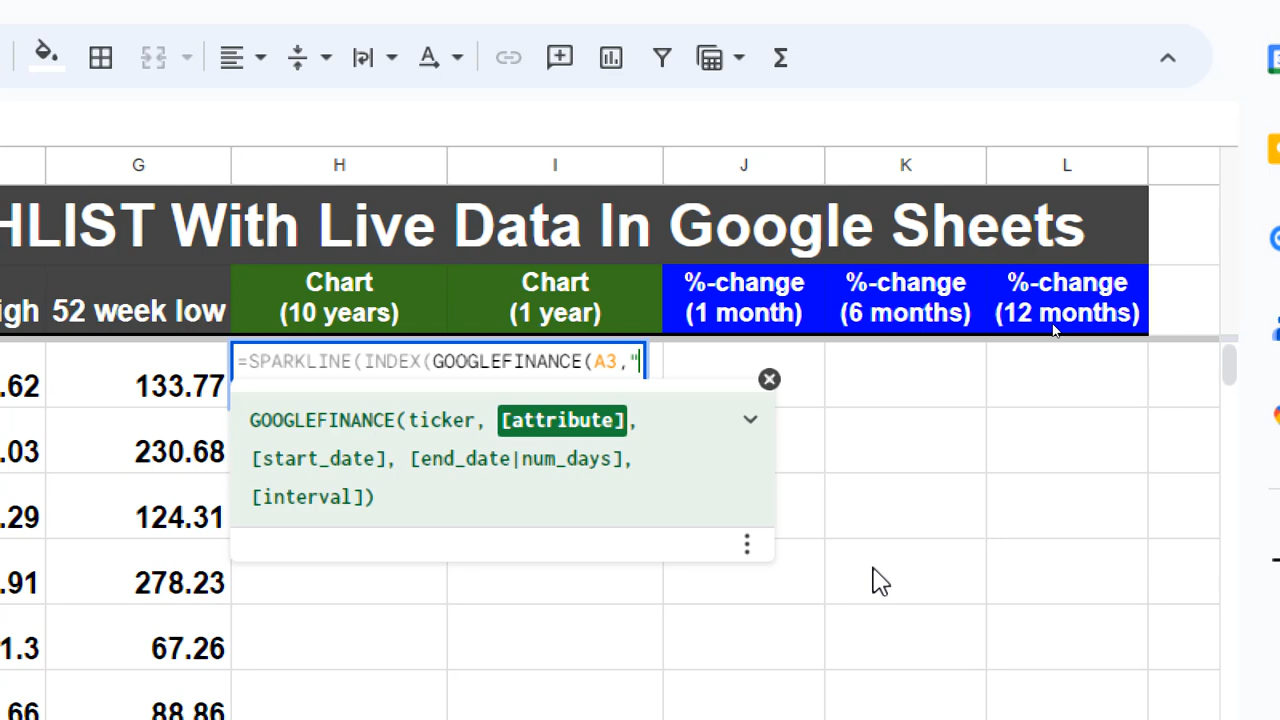 G H I J K L
HLIST With Live Data In Google Sheets
igh 52 week low Chart (10 years) Chart (1 year) %-change (1 month) %-change (6 months) %-change (12 months)
=SPARKLINE(INDEX(GOOGLEFINANCE(A3,"
.62 133.77
GOOGLEFINANCE(ticker, [attribute],
.03 230.68
[start_date], [end_date|num_days],
[interval])
.29 124.31
.91 278.23
1.3 67.26
.66 88.86